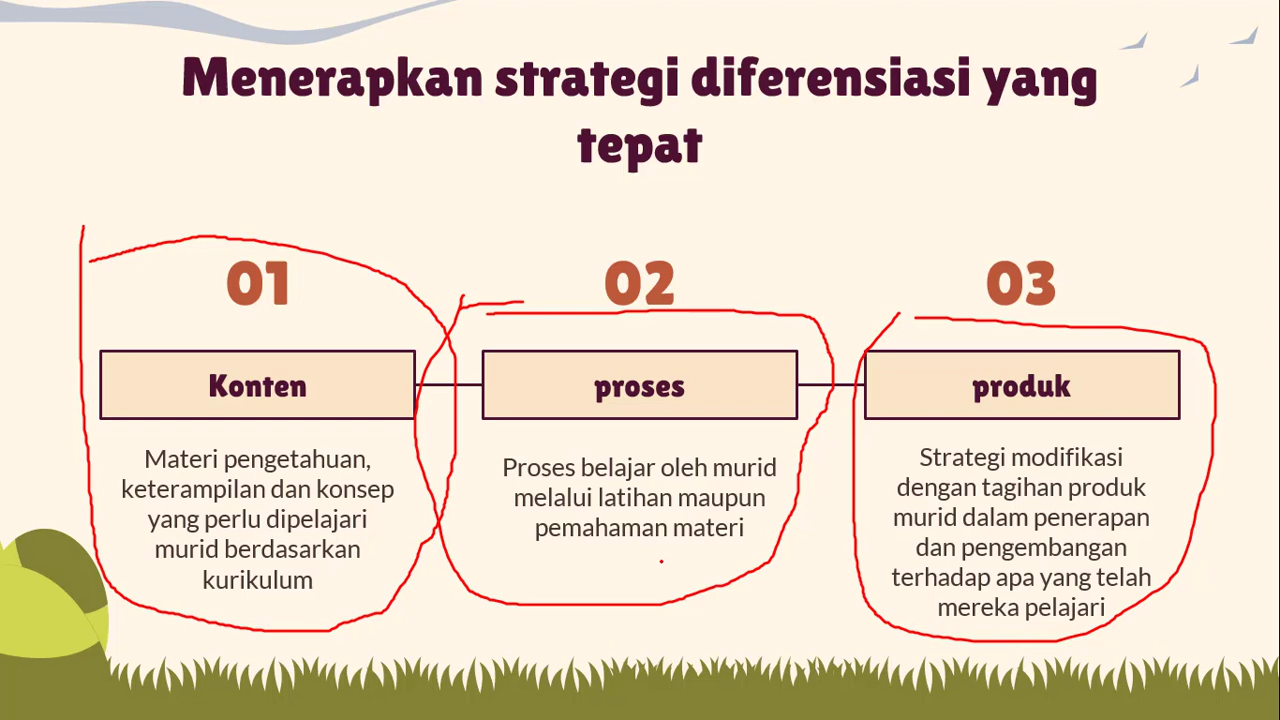 Menerapkan strategi diferensiasi yang
tepat
01
Konten
Materi pengetahuan,
keterampilan dan konsep
yang perlu dipelajari
murid berdasarkan
kurikulum
02
proses
Proses belajar oleh murid
melalui latihan maupun
pemahaman materi
03
produk
Strategi modifikasi
dengan tagihan produk
murid dalam penerapan
dan pengembangan
terhadap apa yang telah
mereka pelajari